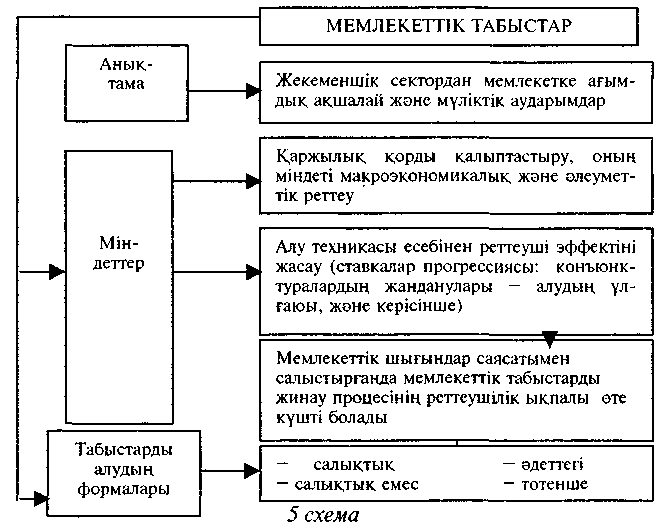 МЕМЛЕКЕТТІК ТАБЫСТАР
Анық-
тама
Жекеменшік сектордан мемлекетке ағым-
дық ақшалай және мүліктік аударымдар
Мін-
деттер
Қаржылық қорды қалыптастыру, оның
міндеті макроэкономикалық және әлеумет-
тік реттеу
Алу техникасы есебінен реттеуші эффектіні
жасау (ставкалар прогрессиясы: конъюнк-
туралардың жанданулары – алудың ұл-
ғаюы, және керісінше)
Мемлекеттік шығындар саясатымен
салыстырғанда мемлекеттік табыстарды
жинау процесінің реттеушілік ықпалы өте
күшті болады
Табыстарды
алудың
формалары
– салықтық – әдеттегі
– салықтық емес – тотенше
5 схема